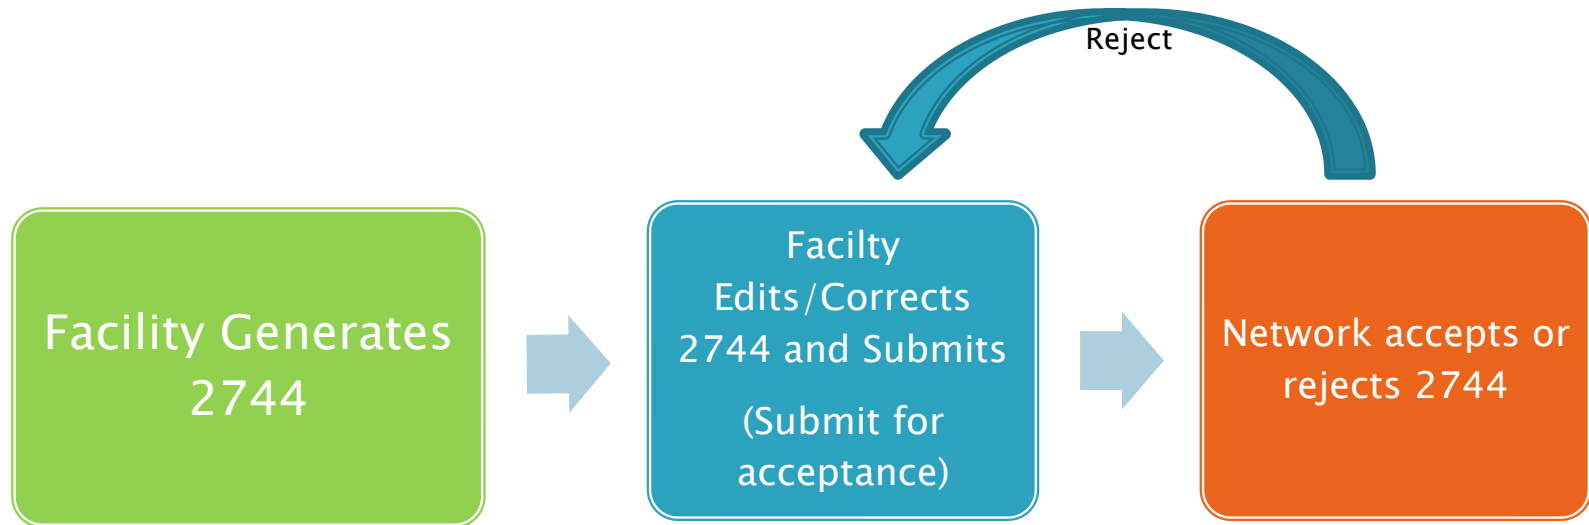 Reject
Facility Generates
2744
Facilty
Edits/Corrects
2744 and Submits
(Submit for
acceptance)
Network accepts or
rejects 2744